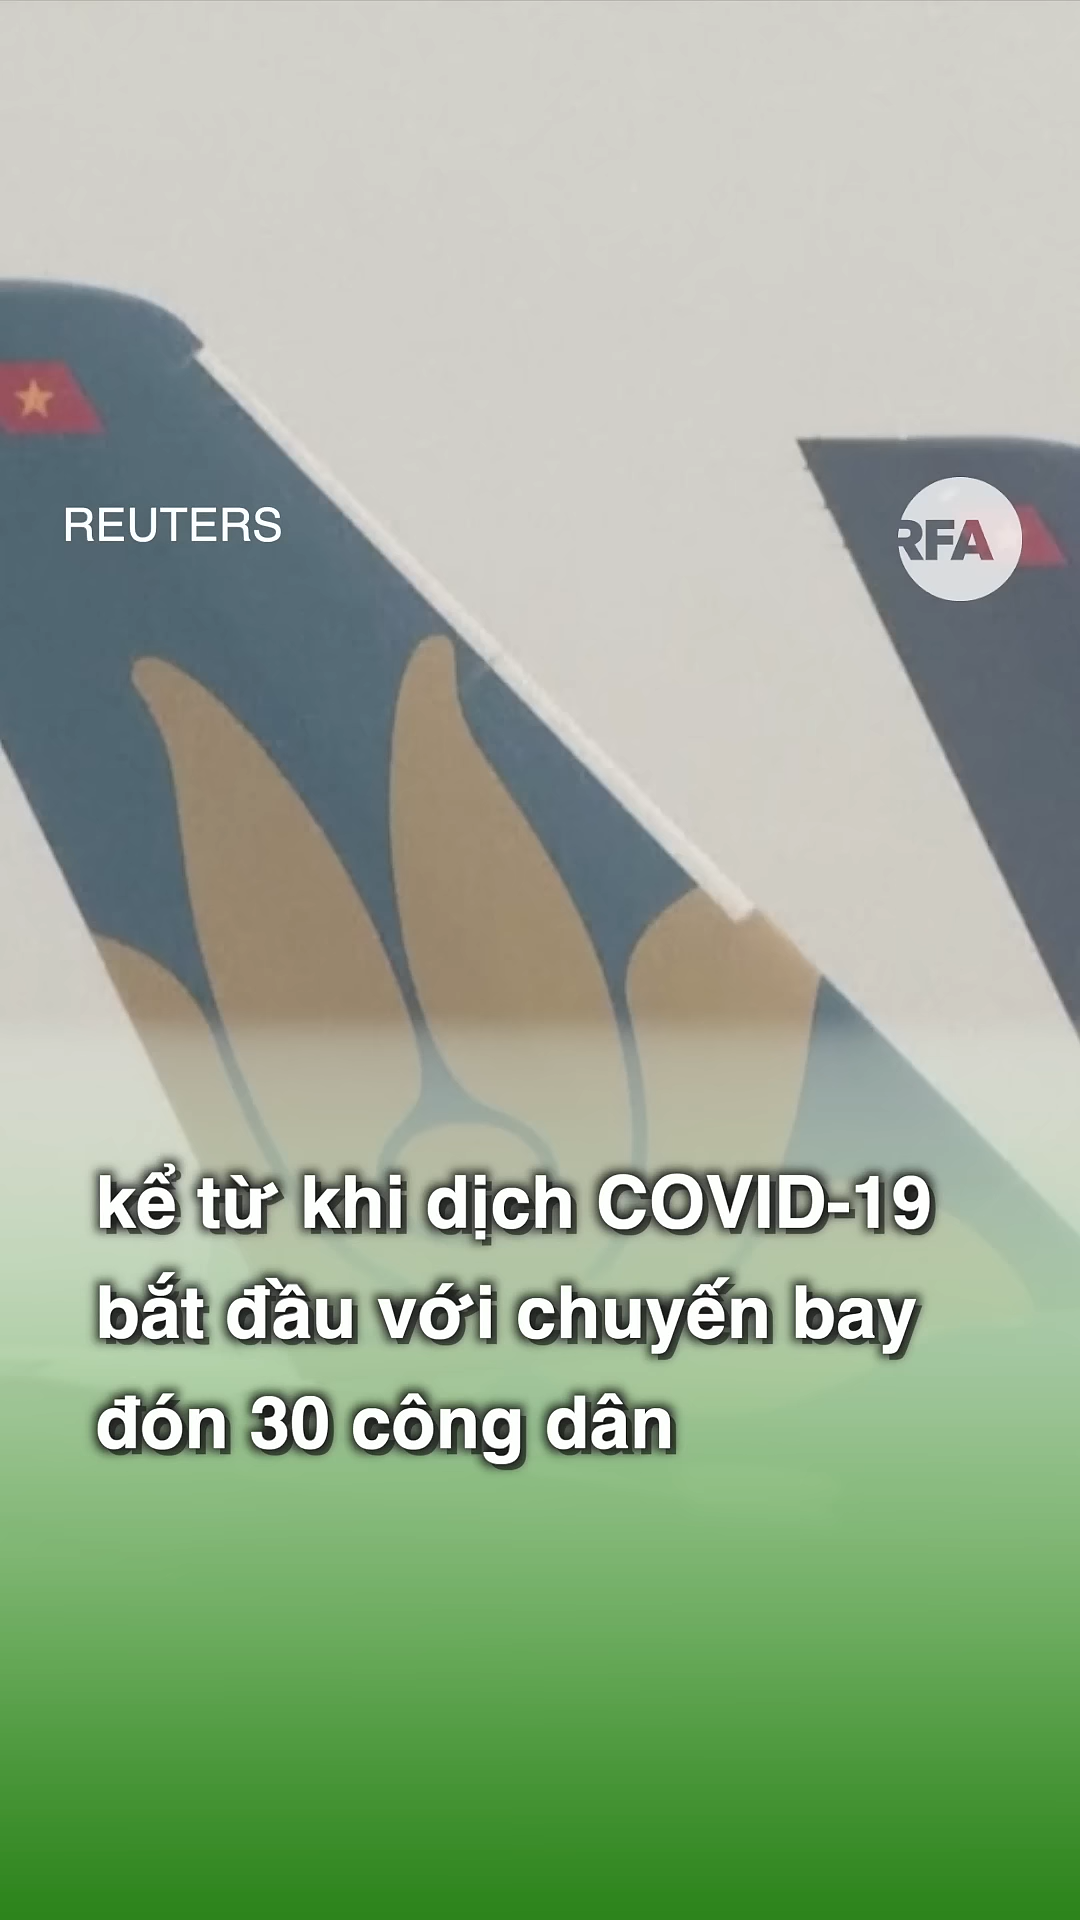 REUTERS
RFA
kể từ khi dịch COVID-19
bắt đầu với chuyến bay
đón 30 công dân